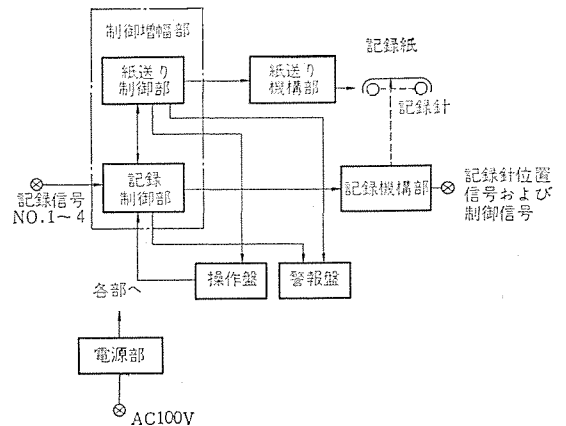 制御増幅部
紙送り
制御部
紙送り
機構部
記録紙
記録針
記録
制御部
記録信号
NO.1~4
記録機構部
記録針位置
信号および
制御信号
操作盤
警報盤
各部へ
電源部
AC100V